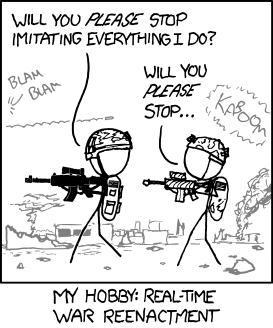 WILL YOU PLEASE STOP
IMITATING EVERYTHING I DO?
BLAM
BLAM
WILL YOU
PLEASE
STOP...
KABOOM
MY HOBBY: REAL-TIME
WAR REENACTMENT